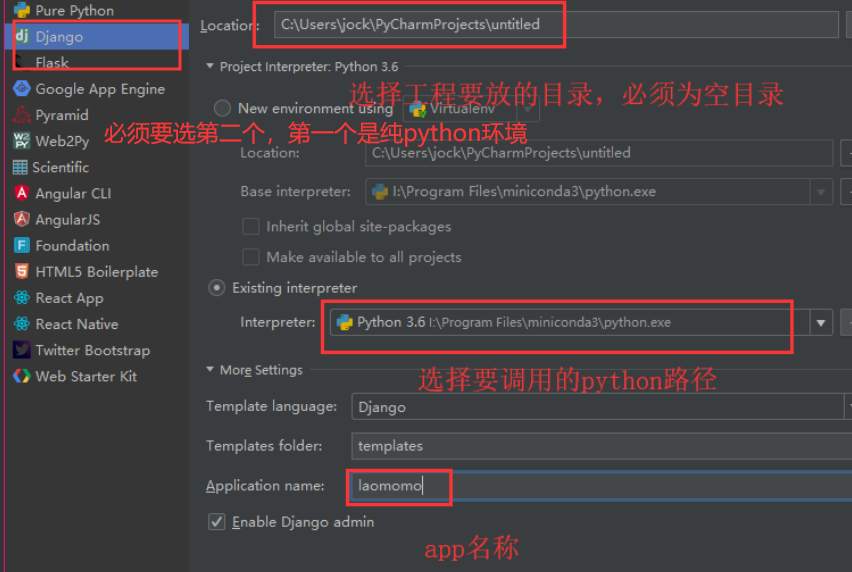 Pure Python
Django
Flask
Google App Engine
Pyramid
Web2Py
Scientific
Angular CLI
AngularJS
Foundation
HTML5 Boilerplate
React App
React Native
Twitter Bootstrap
Web Starter Kit
Location: C:\Users\jock\PyCharmProjects\untitled
Project Interpreter: Python 3.6
选择工程要放的目录，必须为空目录
New environment using Virtualenv
必须要选第二个，第一个是纯python环境
Location: C:\Users\jock\PyCharmProjects\untitled
Base interpreter: I:\Program Files\miniconda3\python.exe
Inherit global site-packages
Make available to all projects
Existing interpreter
Interpreter: Python 3.6 I:\Program Files\miniconda3\python.exe
More Settings
选择要调用的python路径
Template language: Django
Templates folder: templates
Application name: laomomo
Enable Django admin
app名称